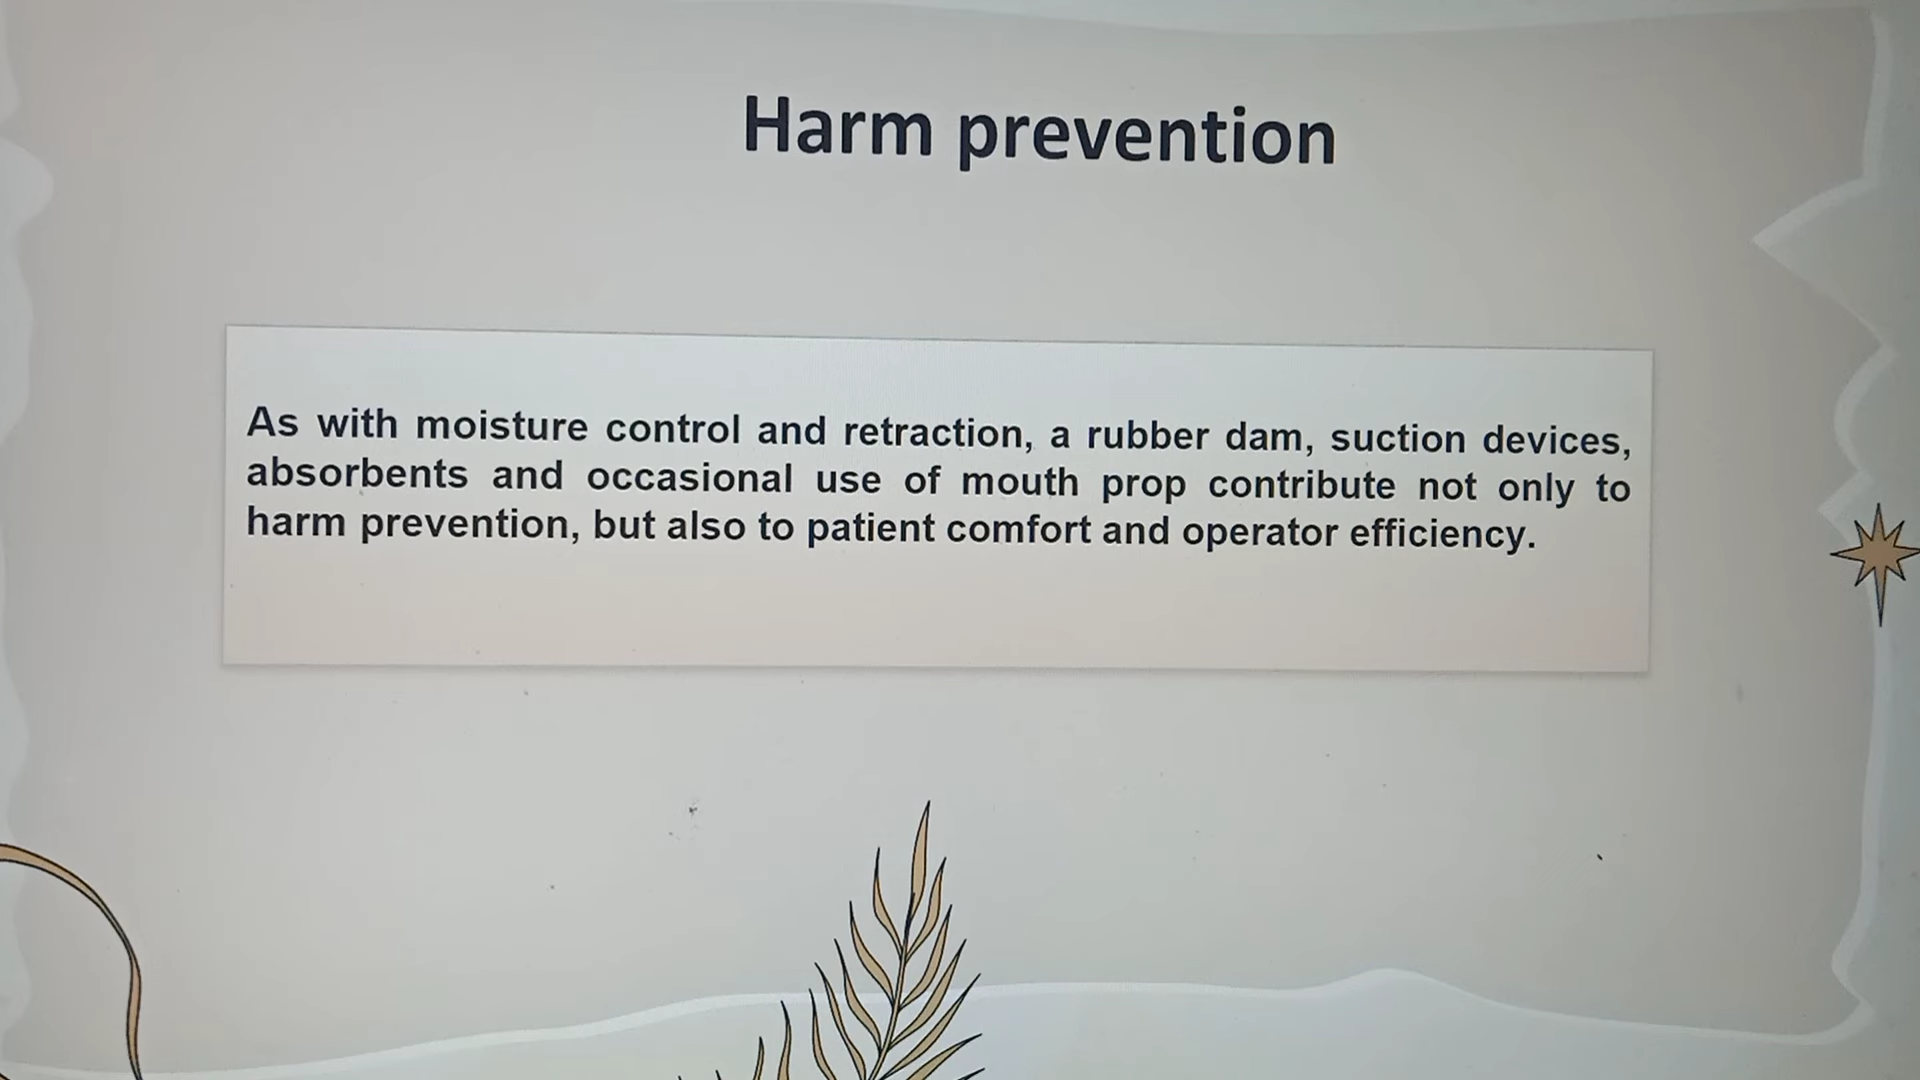 Harm prevention
As with moisture control and retraction, a rubber dam, suction devices,
absorbents and occasional use of mouth prop contribute not only to
harm prevention, but also to patient comfort and operator efficiency.